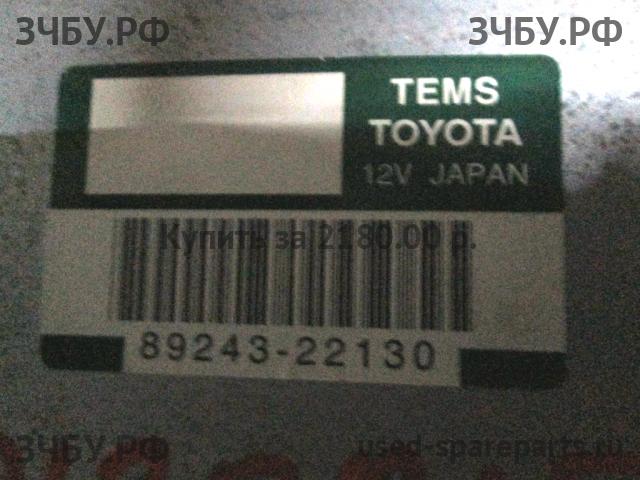 ЗЧБУ.РФ ЗЧБУ.РФ
TEMS
TOYOTA
12V JAPAN
Купить за 2180.00 р.
89243-22130
ЗЧБУ.РФ used-spareparts.ru